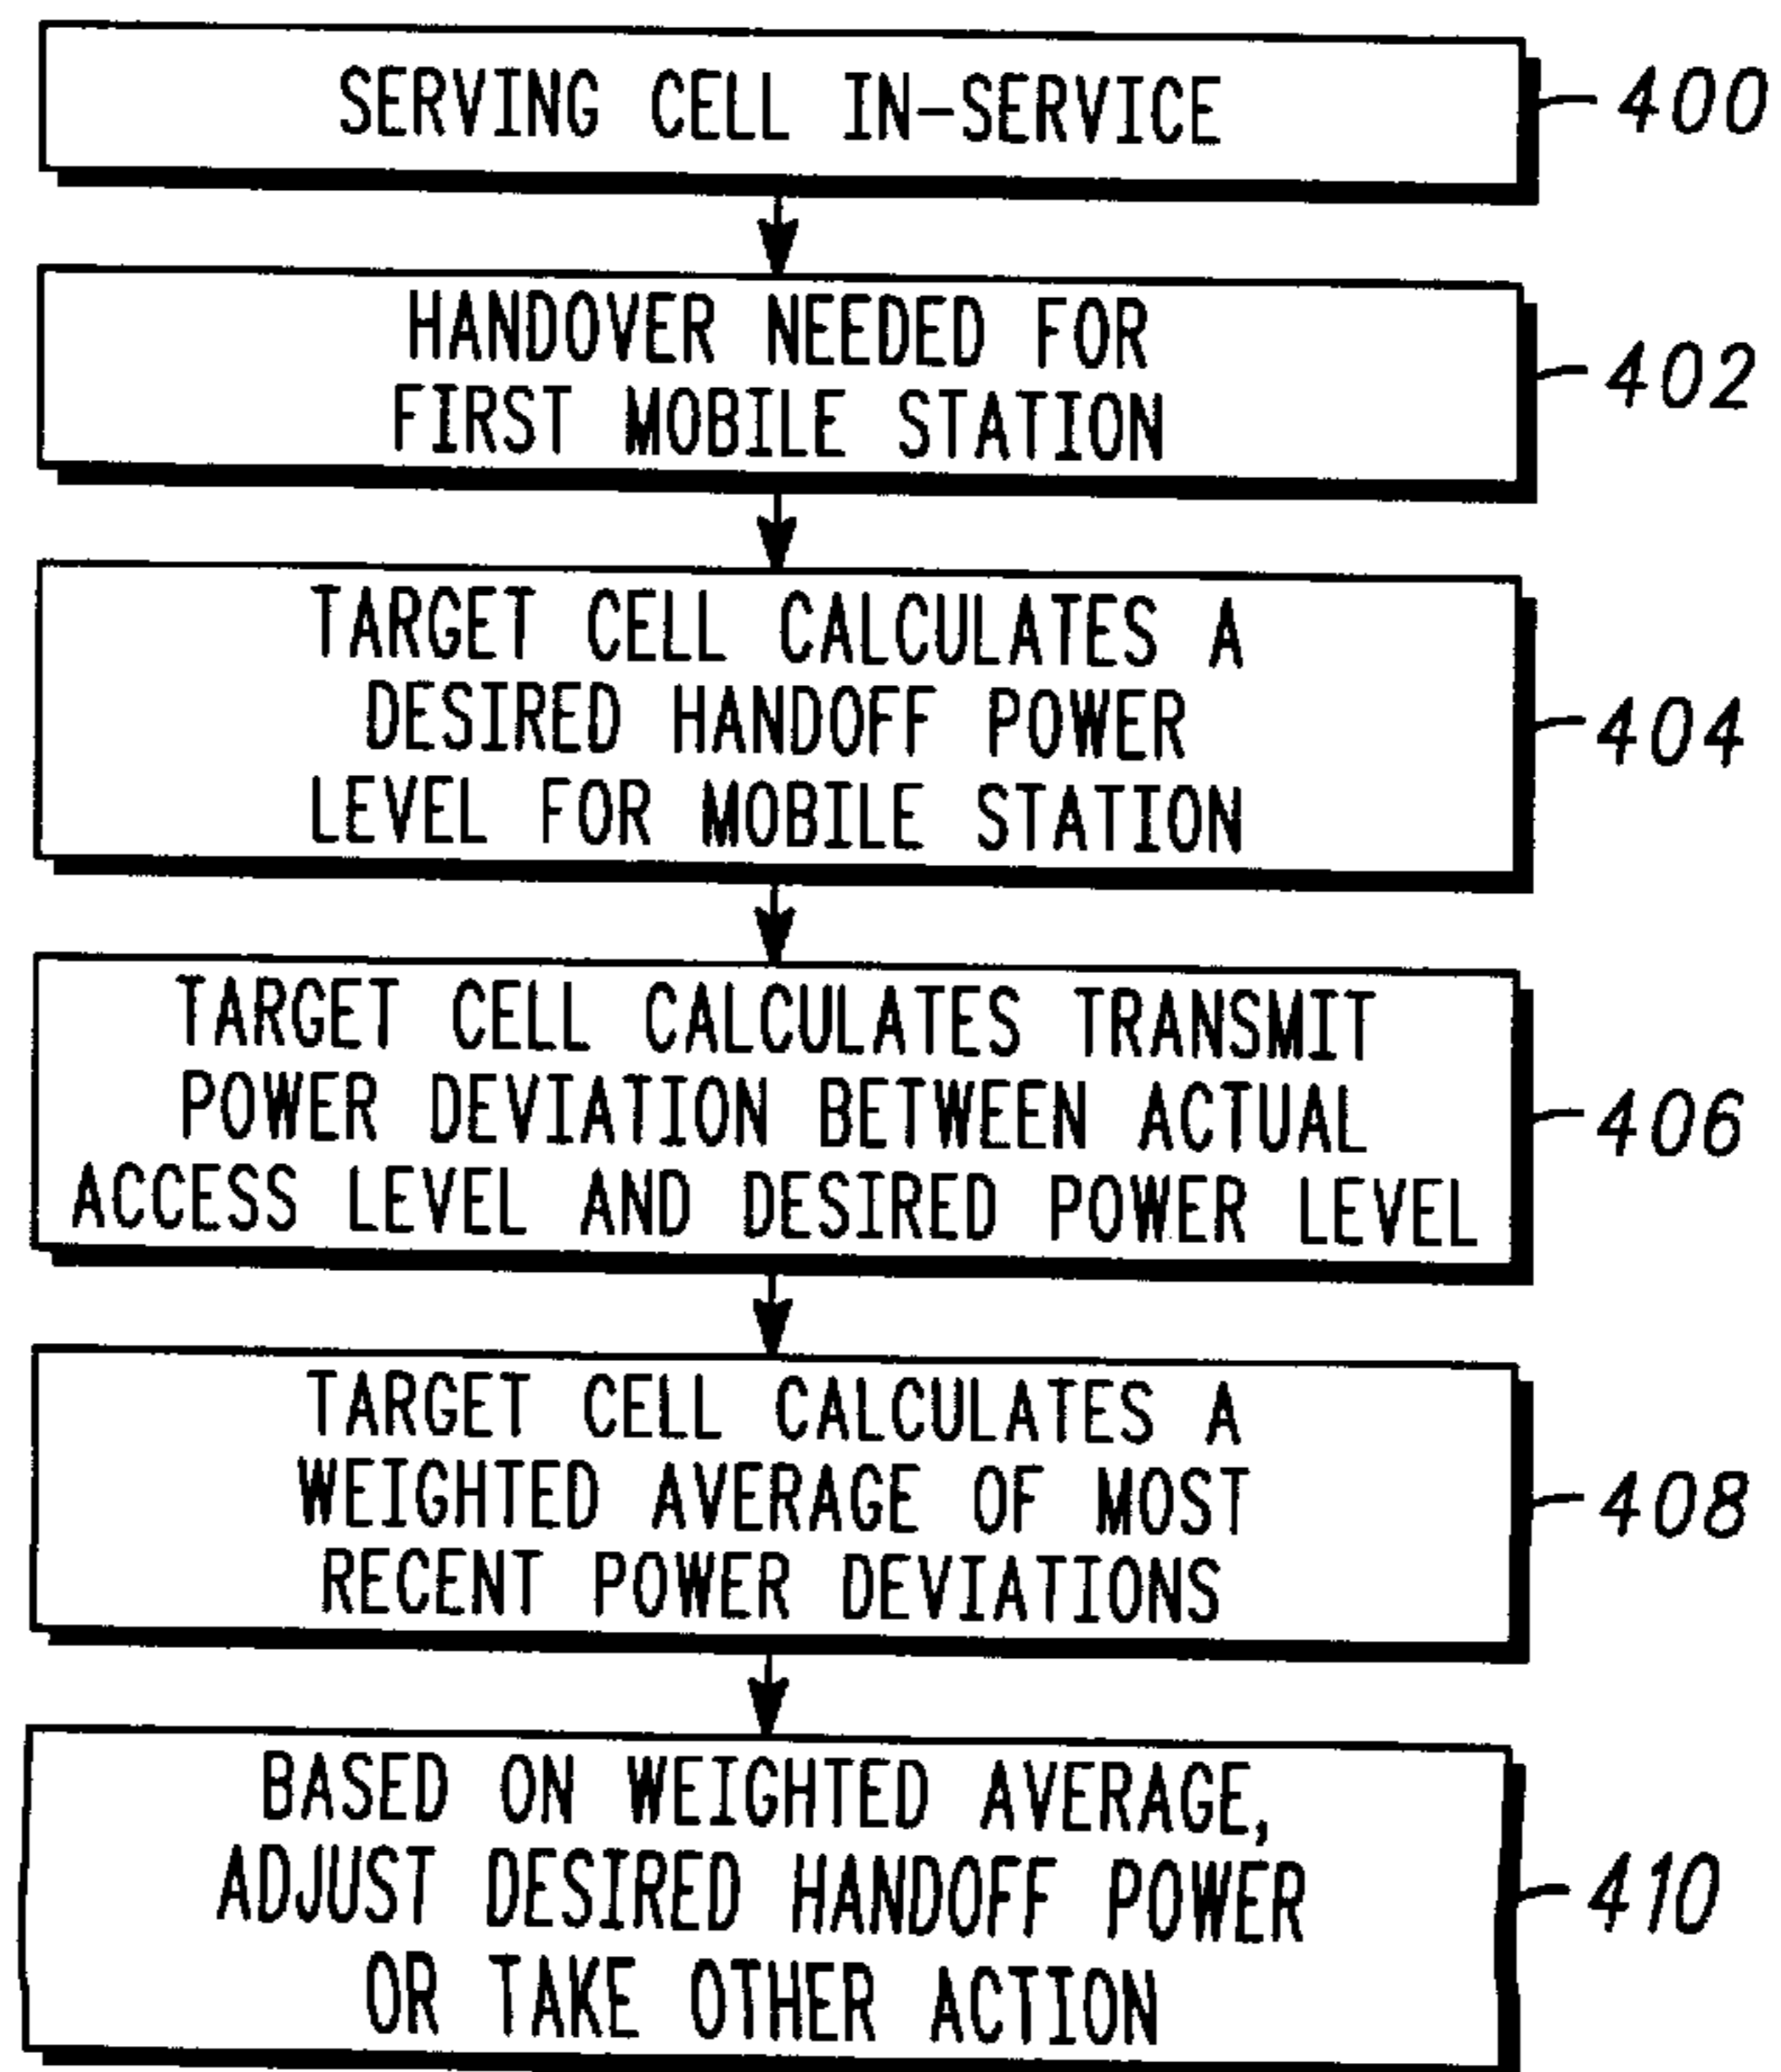 SERVING CELL IN-SERVICE
400
HANDOVER NEEDED FOR
FIRST MOBILE STATION
402
TARGET CELL CALCULATES A
DESIRED HANDOFF POWER
LEVEL FOR MOBILE STATION
404
TARGET CELL CALCULATES TRANSMIT
POWER DEVIATION BETWEEN ACTUAL
ACCESS LEVEL AND DESIRED POWER LEVEL
406
TARGET CELL CALCULATES A
WEIGHTED AVERAGE OF MOST
RECENT POWER DEVIATIONS
408
BASED ON WEIGHTED AVERAGE,
ADJUST DESIRED HANDOFF POWER
OR TAKE OTHER ACTION
410